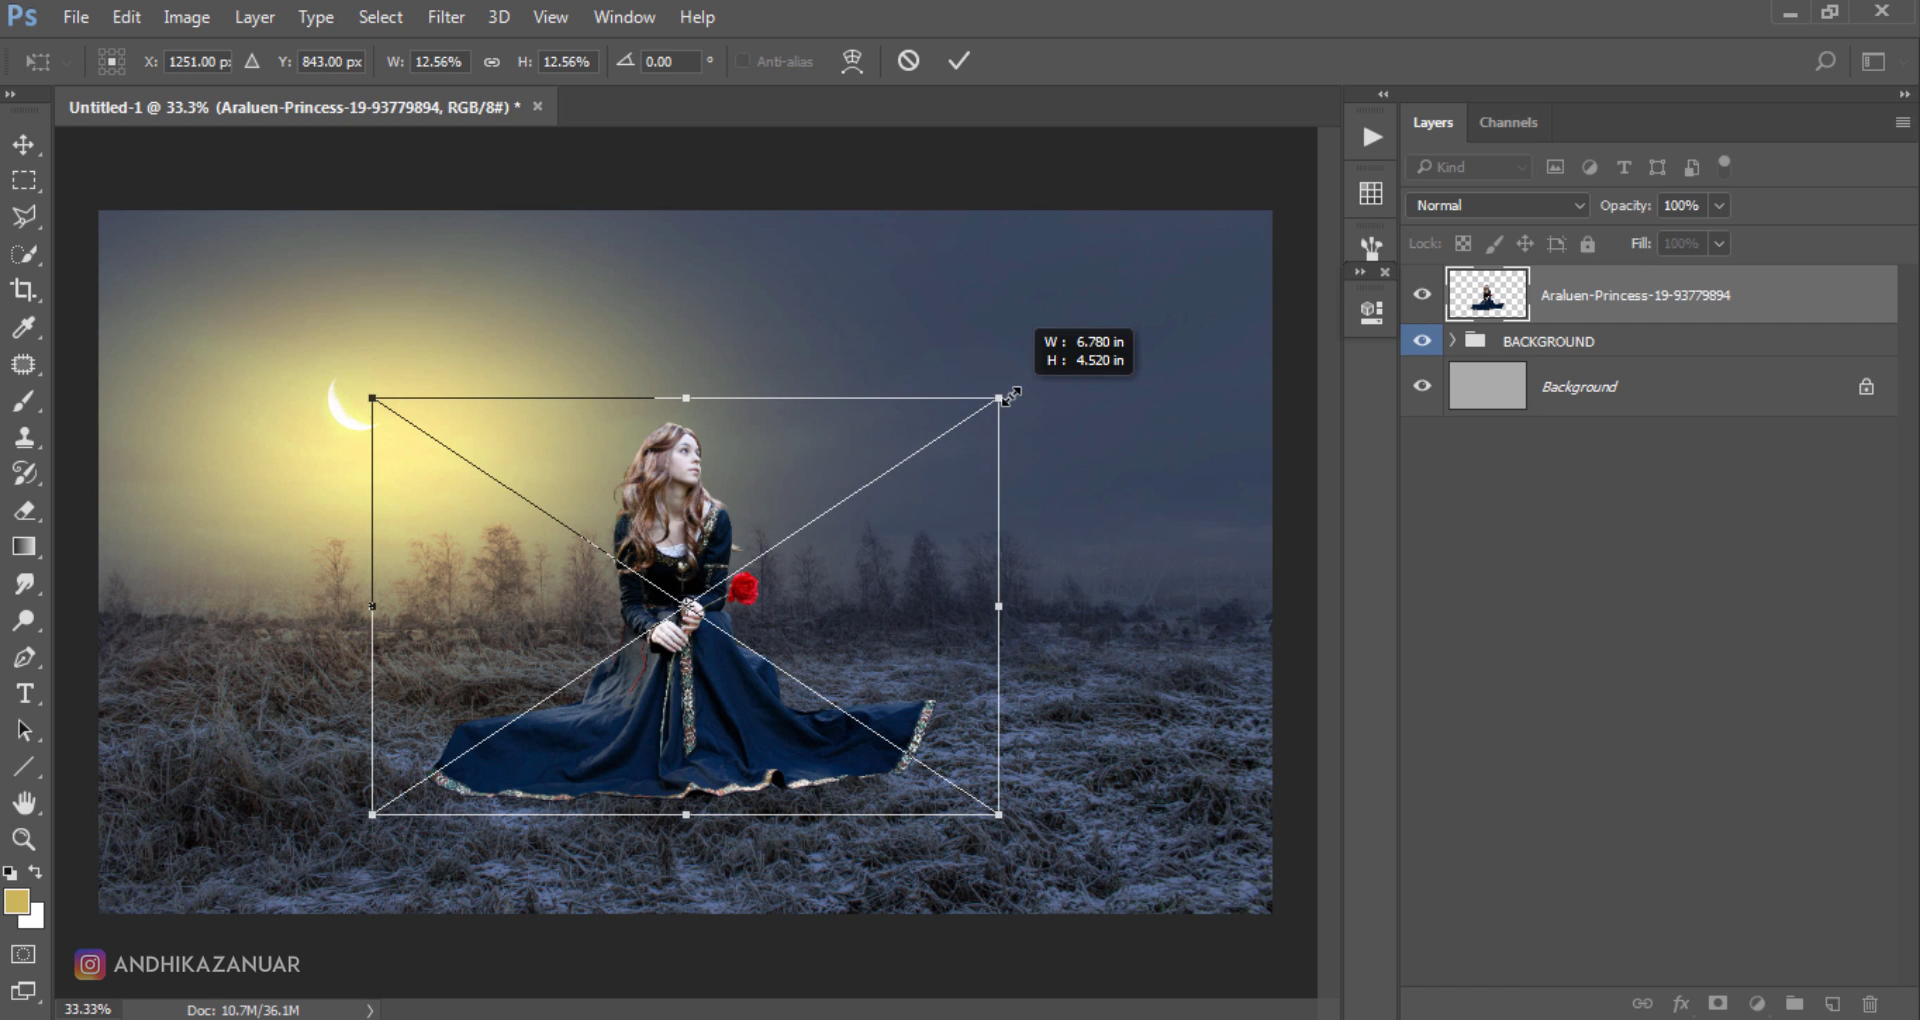 Ps File Edit Image Layer Type Select Filter 3D View Window Help
X: 1251.00 p Y: 843.00 px W: 12.56% H: 12.56% 0.00 ° Anti-alias
Untitled-1 @ 33.3% (Araluen-Princess-19-93779894, RGB/8#) *
Layers Channels
Kind
Normal Opacity: 100%
Lock: Fill: 100%
Araluen-Princess-19-93779894
BACKGROUND
Background
W : 6.780 in
H : 4.520 in
ANDHIKAZANUAR
33.33% Doc: 10.7M/36.1M
fx